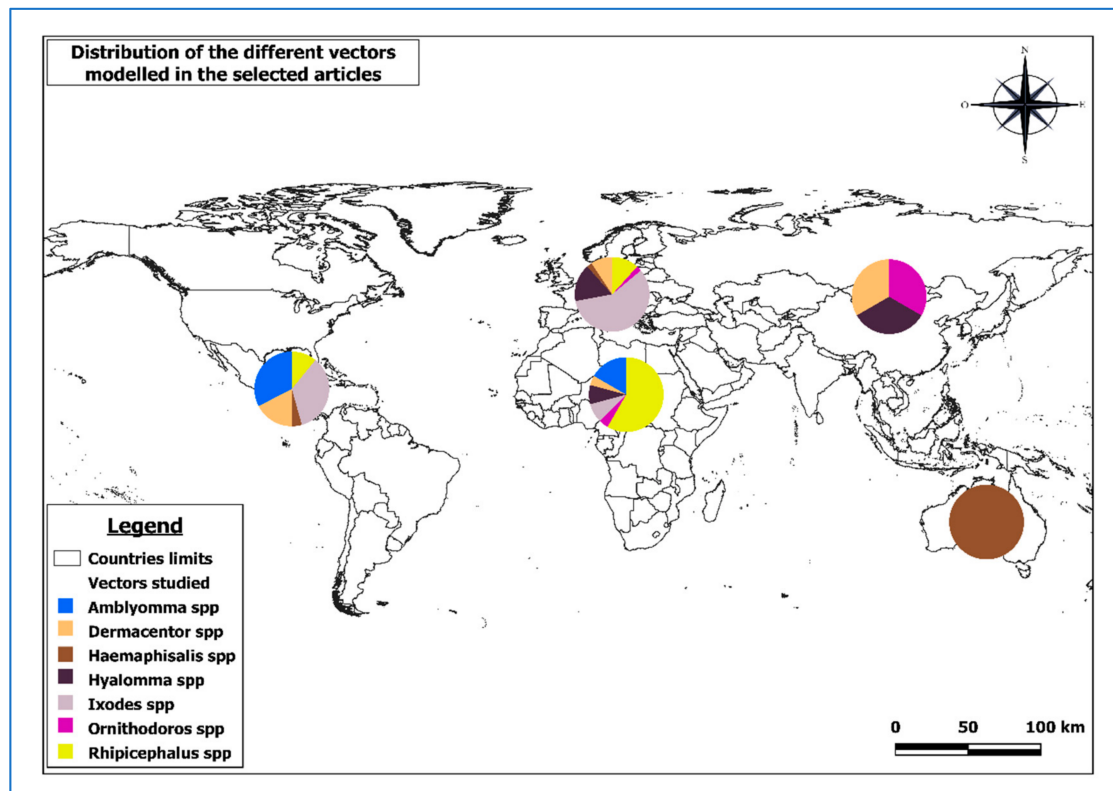 Distribution of the different vectors
modelled in the selected articles
N
O
E
S
Legend
Countries limits
Vectors studied
Amblyomma spp
Dermacentor spp
Haemaphisalis spp
Hyalomma spp
Ixodes spp
Ornithodoros spp
Rhipicephalus spp
0 50 100 km